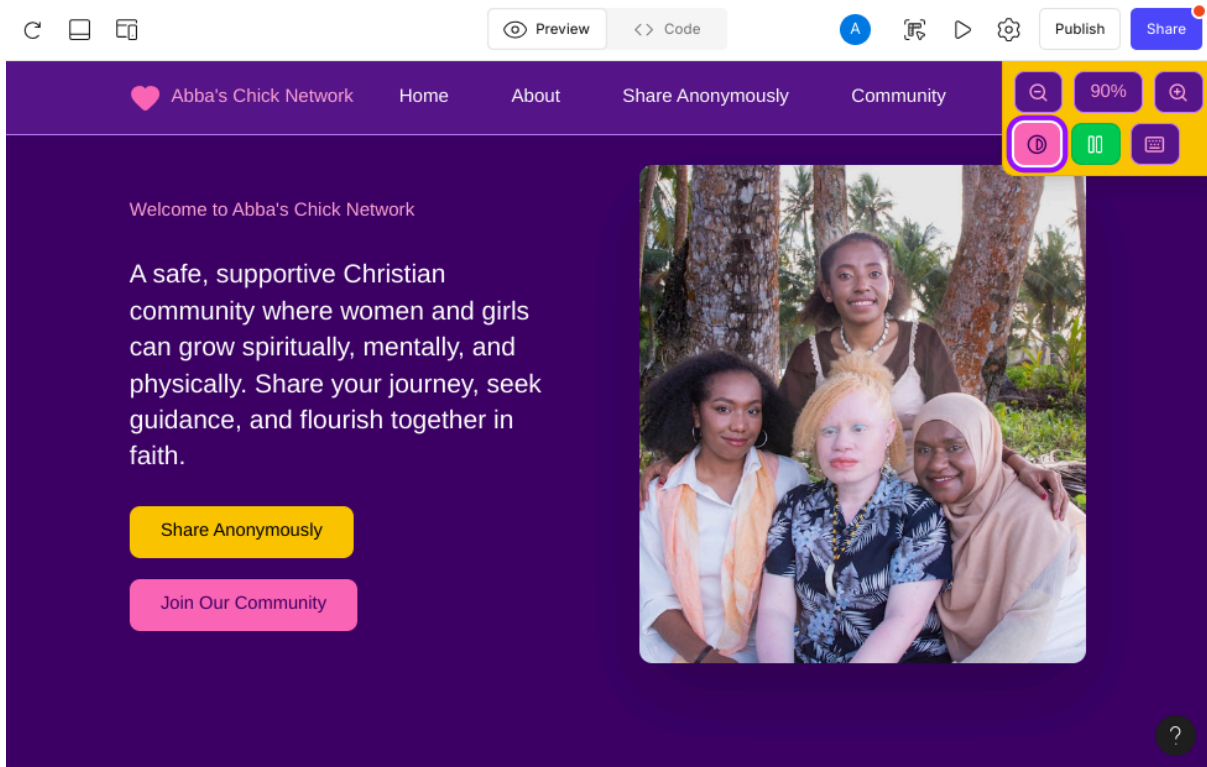 Preview
Code
A
Publish
Share
Abba's Chick Network
Home
About
Share Anonymously
Community
90%
Welcome to Abba's Chick Network
A safe, supportive Christian
community where women and girls
can grow spiritually, mentally, and
physically. Share your journey, seek
guidance, and flourish together in
faith.
Share Anonymously
Join Our Community
?